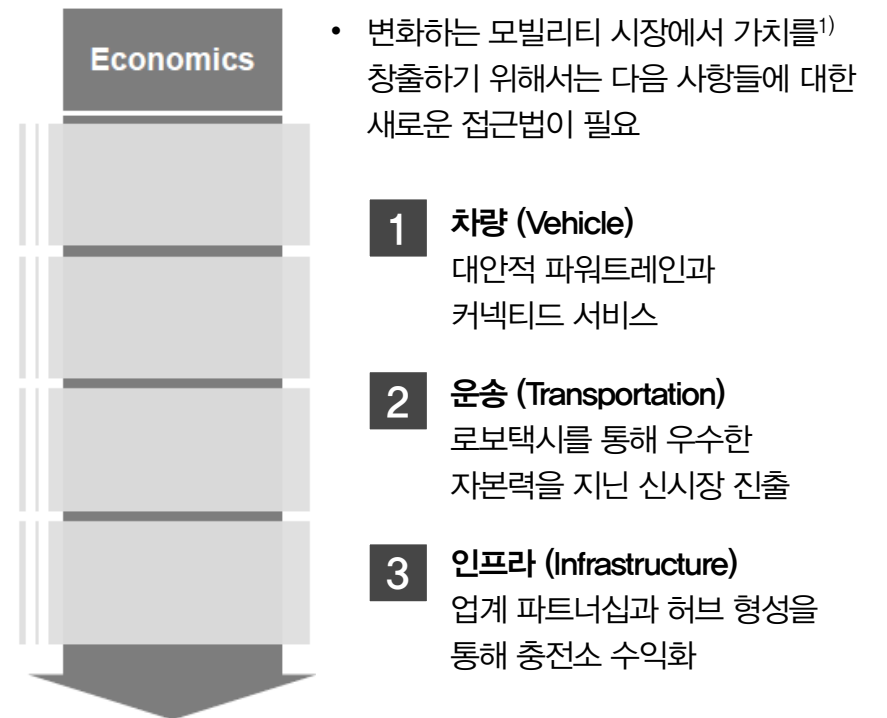 Economics
• 변화하는 모빌리티 시장에서 가치를1)
창출하기 위해서는 다음 사항들에 대한
새로운 접근법이 필요
1 차량 (Vehicle)
대안적 파워트레인과
커넥티드 서비스
2 운송 (Transportation)
로보택시를 통해 우수한
자본력을 지닌 신시장 진출
3 인프라 (Infrastructure)
업계 파트너십과 허브 형성을
통해 충전소 수익화